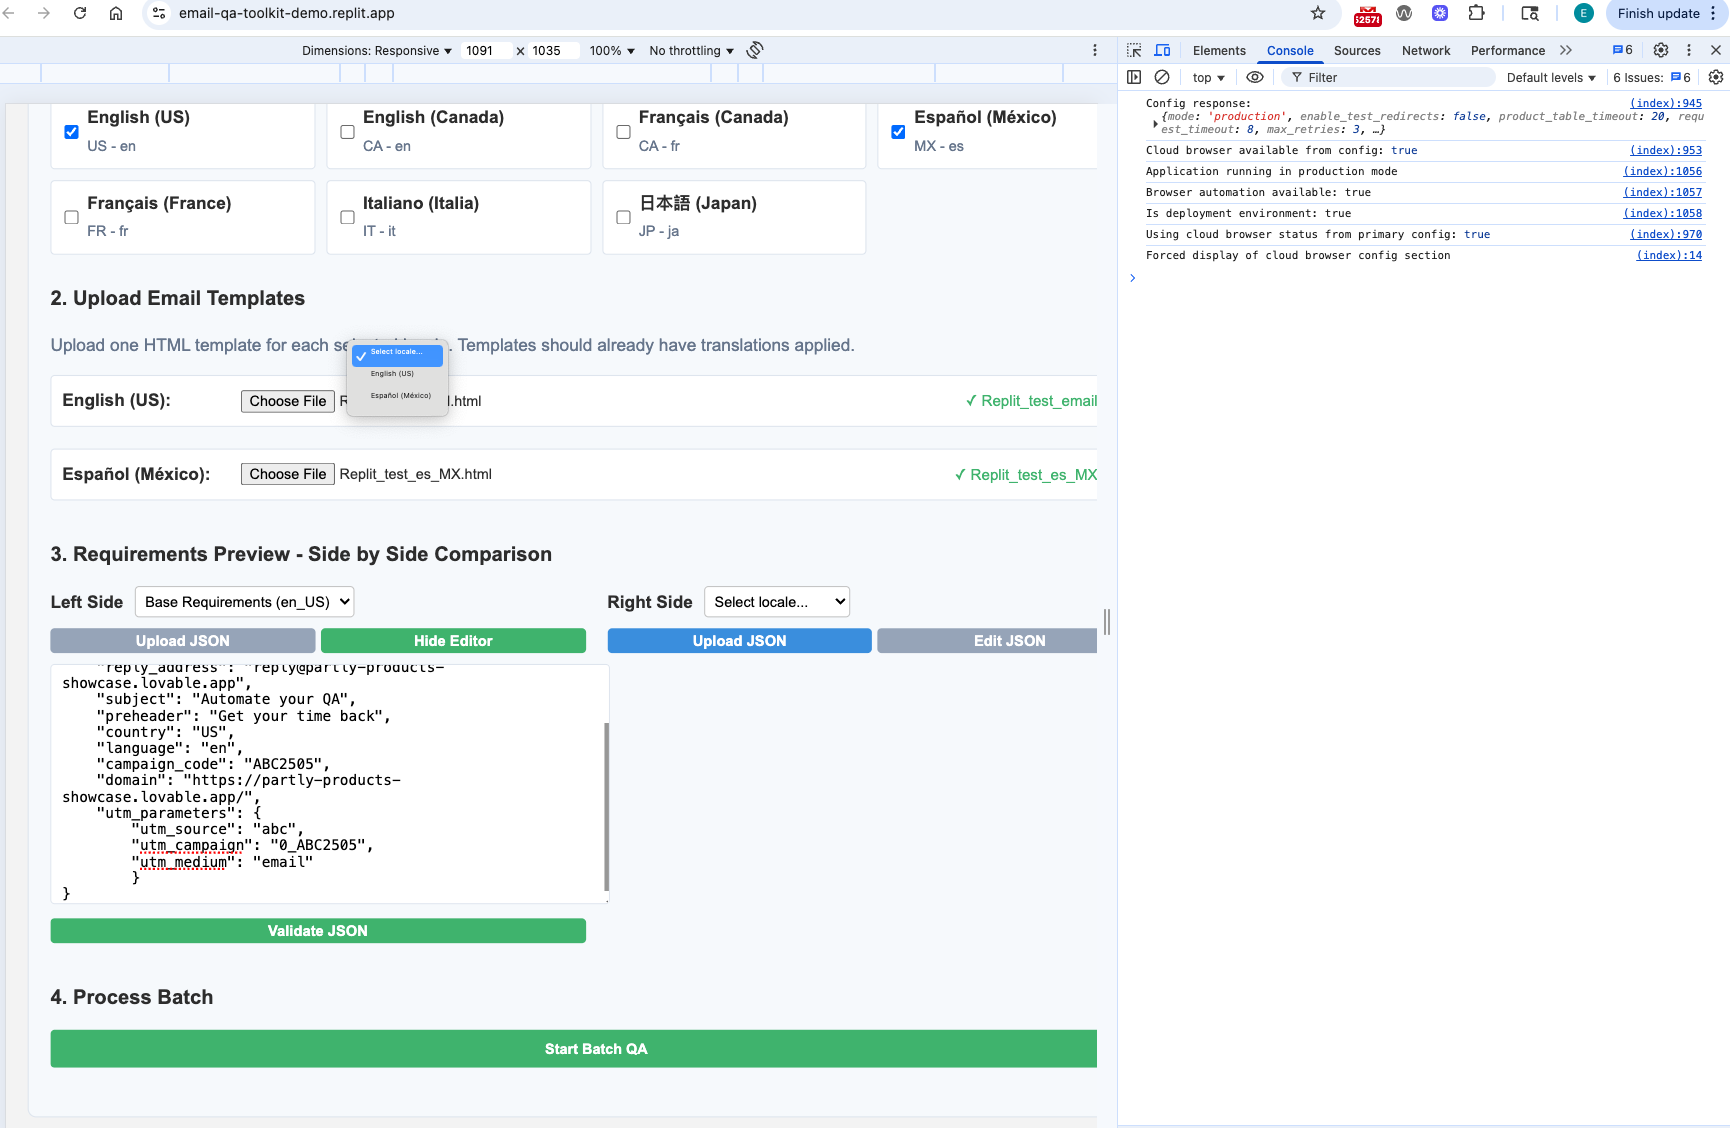 email-qa-toolkit-demo.replit.app
5257(
E
Finish update
Dimensions: Responsive 1091 x 1035 100% No throttling
Elements Console Sources Network Performance 6
top Filter Default levels 6 Issues: 6
English (US)
US - en
English (Canada)
CA - en
Français (Canada)
CA - fr
Español (México)
MX - es
Français (France)
FR - fr
Italiano (Italia)
IT - it
日本語 (Japan)
JP - ja
2. Upload Email Templates
Upload one HTML template for each se . Templates should already have translations applied.
Select locale...
English (US)
Español (México)
English (US): Choose File R l.html ✓ Replit_test_email
Español (México): Choose File Replit_test_es_MX.html ✓ Replit_test_es_MX
3. Requirements Preview - Side by Side Comparison
Left Side Base Requirements (en_US)
Right Side Select locale...
Upload JSON Hide Editor Upload JSON Edit JSON
"reply_address": "reply@partly-products-
showcase.lovable.app",
"subject": "Automate your QA",
"preheader": "Get your time back",
"country": "US",
"language": "en",
"campaign_code": "ABC2505",
"domain": "https://partly-products-
showcase.lovable.app/",
"utm_parameters": {
"utm_source": "abc",
"utm_campaign": "0_ABC2505",
"utm_medium": "email"
}
}
Validate JSON
4. Process Batch
Start Batch QA
Config response: (index):945
{mode: 'production', enable_test_redirects: false, product_table_timeout: 20, requ
est_timeout: 8, max_retries: 3, …}
Cloud browser available from config: true (index):953
Application running in production mode (index):1056
Browser automation available: true (index):1057
Is deployment environment: true (index):1058
Using cloud browser status from primary config: true (index):970
Forced display of cloud browser config section (index):14